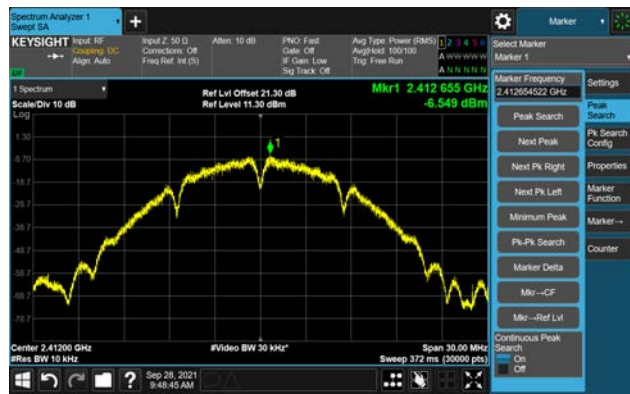 Spectrum Analyzer 1
Swept SA
+
Marker
KEYSIGHT
Input: RF
Coupling: DC
Align: Auto
Input Z: 50 Ω
Corrections: Off
Freq Ref: Int (S)
Atten: 10 dB
PNO: Fast
Gate: Off
IF Gain: Low
Sig Track: Off
Avg Type: Power (RMS)
Avg|Hold: 100/100
Trig: Free Run
1 2 3 4 5 6
A W W W W W
A N N N N N
Select Marker
Marker 1
1 Spectrum
Scale/Div 10 dB
Log
Ref Lvl Offset 21.30 dB
Ref Level 11.30 dBm
Mkr1 2.412 655 GHz
-6.549 dBm
1.30
-8.70
-18.7
-28.7
-38.7
-48.7
-58.7
-68.7
-78.7
1
Center 2.41200 GHz
#Res BW 10 kHz
#Video BW 30 kHz*
Span 30.00 MHz
Sweep 372 ms (30000 pts)
Sep 28, 2021
9:48:45 AM
?
Marker Frequency
2.412654522 GHz
Peak Search
Next Peak
Next Pk Right
Next Pk Left
Minimum Peak
Pk-Pk Search
Marker Delta
Mkr→CF
Mkr→Ref Lvl
Continuous Peak
Search
On
Off
Settings
Peak
Search
Pk Search
Config
Properties
Marker
Function
Marker→
Counter